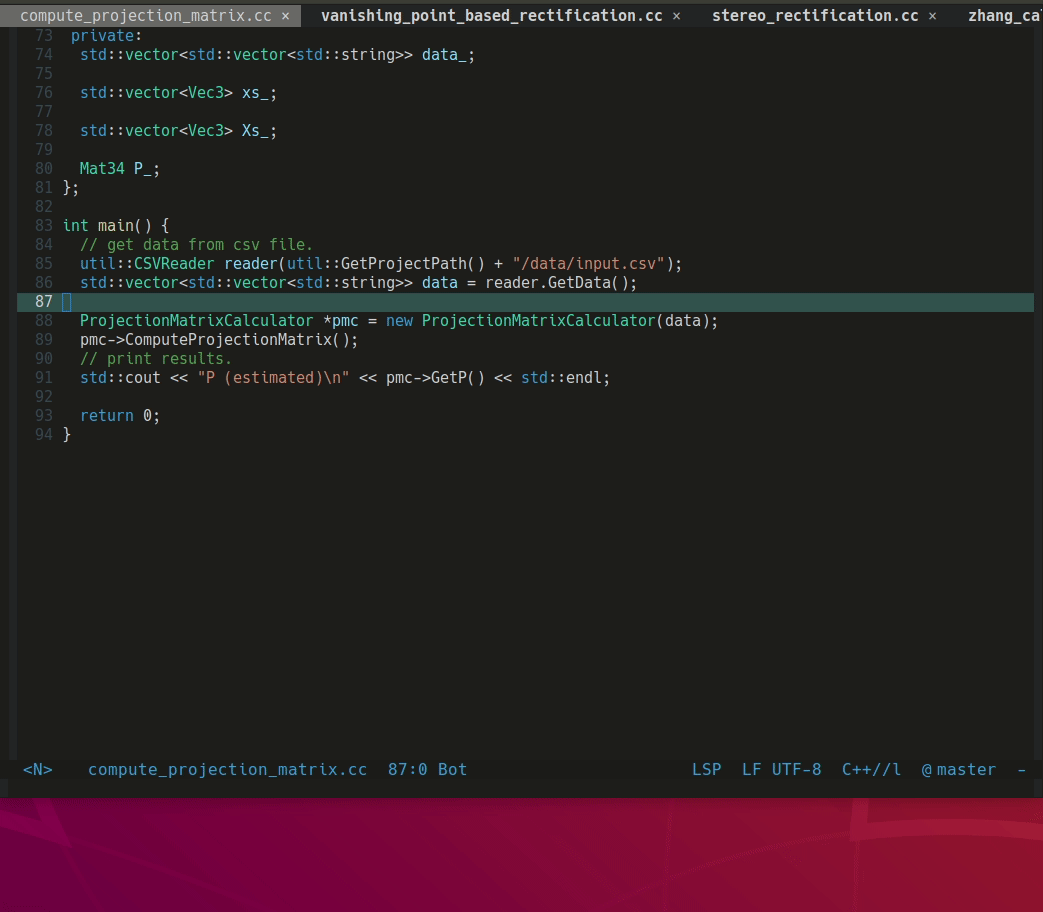 compute_projection_matrix.cc × vanishing_point_based_rectification.cc × stereo_rectification.cc × zhang_ca
73 private:
74 std::vector<std::vector<std::string>> data_;
75
76 std::vector<Vec3> xs_;
77
78 std::vector<Vec3> Xs_;
79
80 Mat34 P_;
81 };
82
83 int main() {
84 // get data from csv file.
85 util::CSVReader reader(util::GetProjectPath() + "/data/input.csv");
86 std::vector<std::vector<std::string>> data = reader.GetData();
87
88 ProjectionMatrixCalculator *pmc = new ProjectionMatrixCalculator(data);
89 pmc->ComputeProjectionMatrix();
90 // print results.
91 std::cout << "P (estimated)\n" << pmc->GetP() << std::endl;
92
93 return 0;
94 }
<N> compute_projection_matrix.cc 87:0 Bot LSP LF UTF-8 C++//l @master -